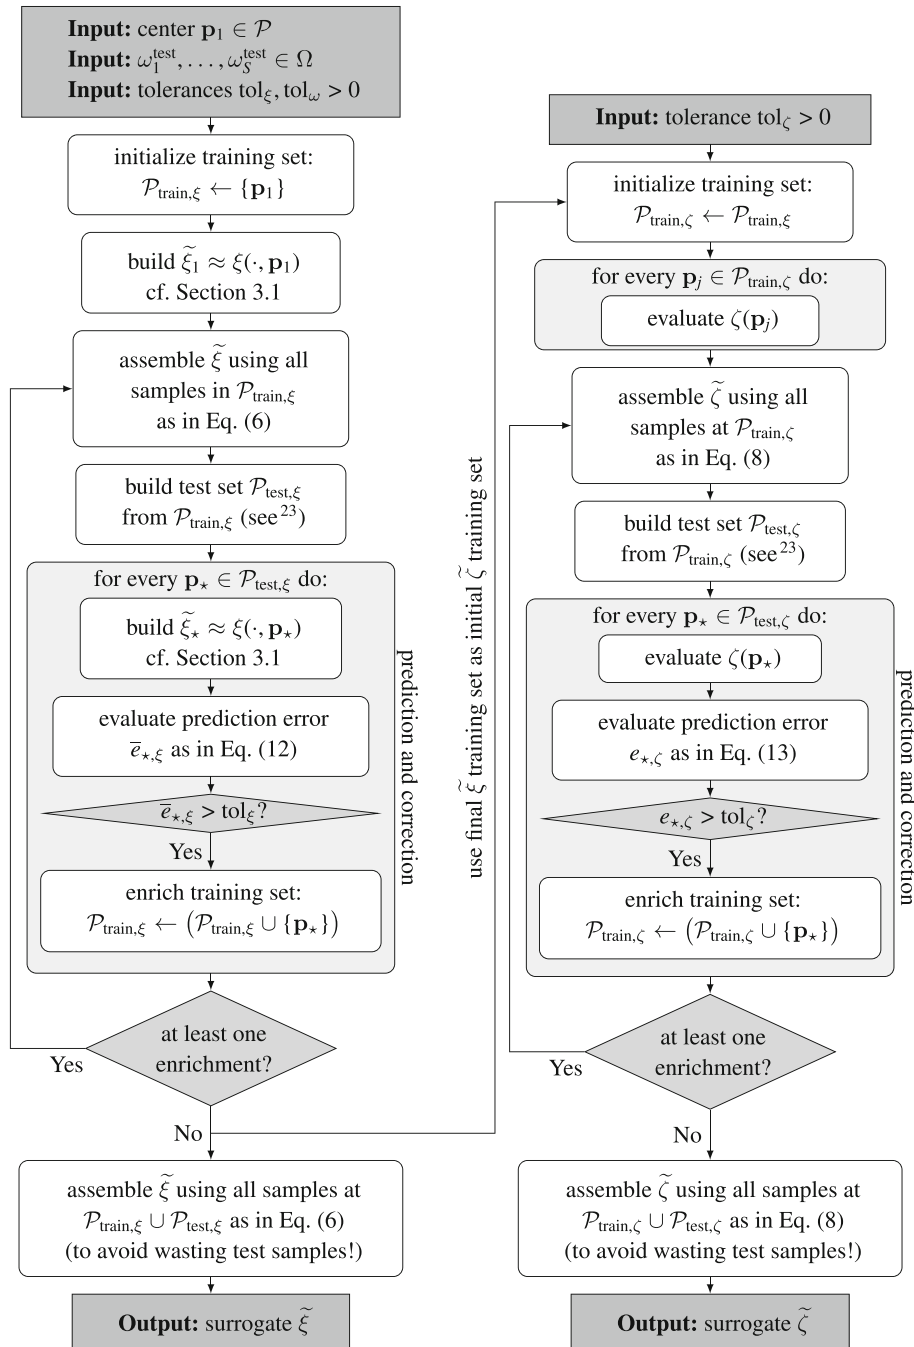 Input: center p₁ ∈ 𝒫
Input: ω₁ᵗᵉˢᵗ, …, ω_Sᵗᵉˢᵗ ∈ Ω
Input: tolerances tol_ξ, tol_ω > 0
initialize training set:
𝒫_train,ξ ← {p₁}
build ξ̃₁ ≈ ξ(·, p₁)
cf. Section 3.1
assemble ξ̃ using all
samples in 𝒫_train,ξ
as in Eq. (6)
build test set 𝒫_test,ξ
from 𝒫_train,ξ (see²³)
for every p⋆ ∈ 𝒫_test,ξ do:
build ξ̃⋆ ≈ ξ(·, p⋆)
cf. Section 3.1
evaluate prediction error
e̅⋆,ξ as in Eq. (12)
e̅⋆,ξ > tol_ξ?
Yes
enrich training set:
𝒫_train,ξ ← (𝒫_train,ξ ∪ {p⋆})
prediction and correction
at least one
enrichment?
Yes
No
assemble ξ̃ using all samples at
𝒫_train,ξ ∪ 𝒫_test,ξ as in Eq. (6)
(to avoid wasting test samples!)
Output: surrogate ξ̃
use final ξ̃ training set as initial ζ̃ training set
Input: tolerance tol_ζ > 0
initialize training set:
𝒫_train,ζ ← 𝒫_train,ξ
for every p_j ∈ 𝒫_train,ζ do:
evaluate ζ(p_j)
assemble ζ̃ using all
samples at 𝒫_train,ζ
as in Eq. (8)
build test set 𝒫_test,ζ
from 𝒫_train,ζ (see²³)
for every p⋆ ∈ 𝒫_test,ζ do:
evaluate ζ(p⋆)
evaluate prediction error
e⋆,ζ as in Eq. (13)
e⋆,ζ > tol_ζ?
Yes
enrich training set:
𝒫_train,ζ ← (𝒫_train,ζ ∪ {p⋆})
prediction and correction
at least one
enrichment?
Yes
No
assemble ζ̃ using all samples at
𝒫_train,ζ ∪ 𝒫_test,ζ as in Eq. (8)
(to avoid wasting test samples!)
Output: surrogate ζ̃